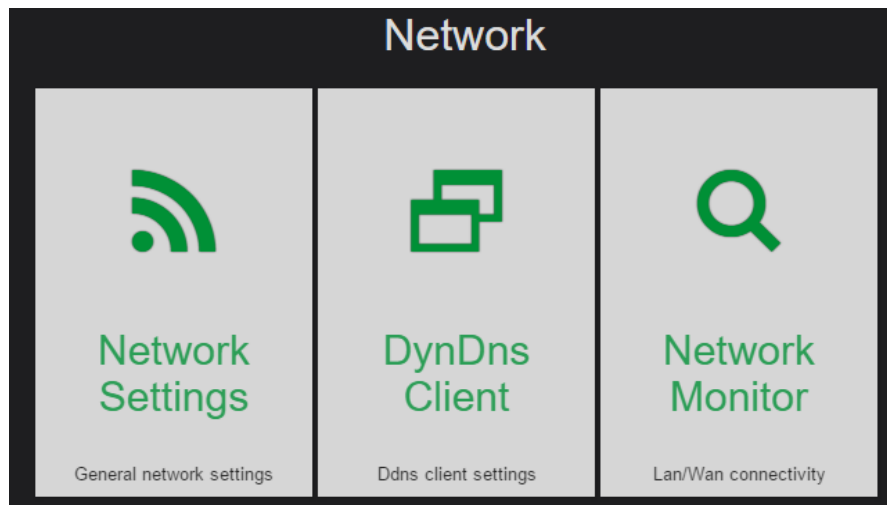 Network
Network
Settings
General network settings
DynDns
Client
Ddns client settings
Network
Monitor
Lan/Wan connectivity